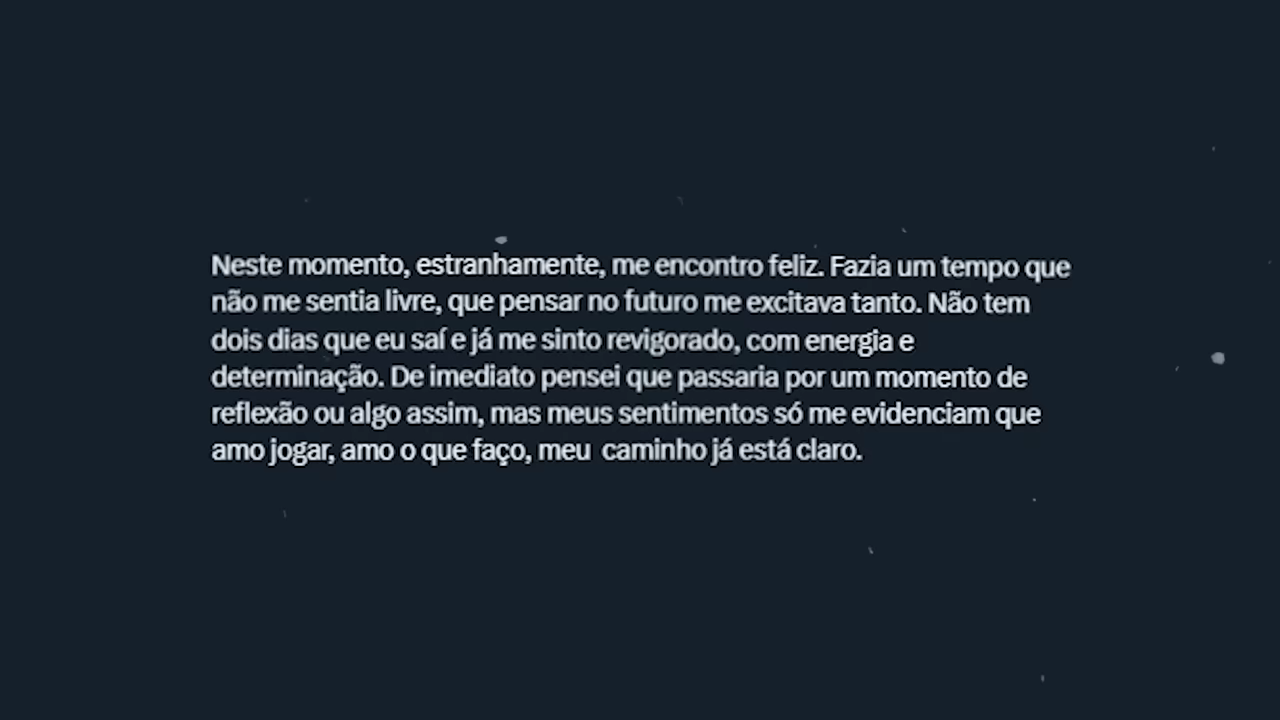 Neste momento, estranhamente, me encontro feliz. Fazia um tempo que
não me sentia livre, que pensar no futuro me excitava tanto. Não tem
dois dias que eu saí e já me sinto revigorado, com energia e
determinação. De imediato pensei que passaria por um momento de
reflexão ou algo assim, mas meus sentimentos só me evidenciam que
amo jogar, amo o que faço, meu  caminho já está claro.